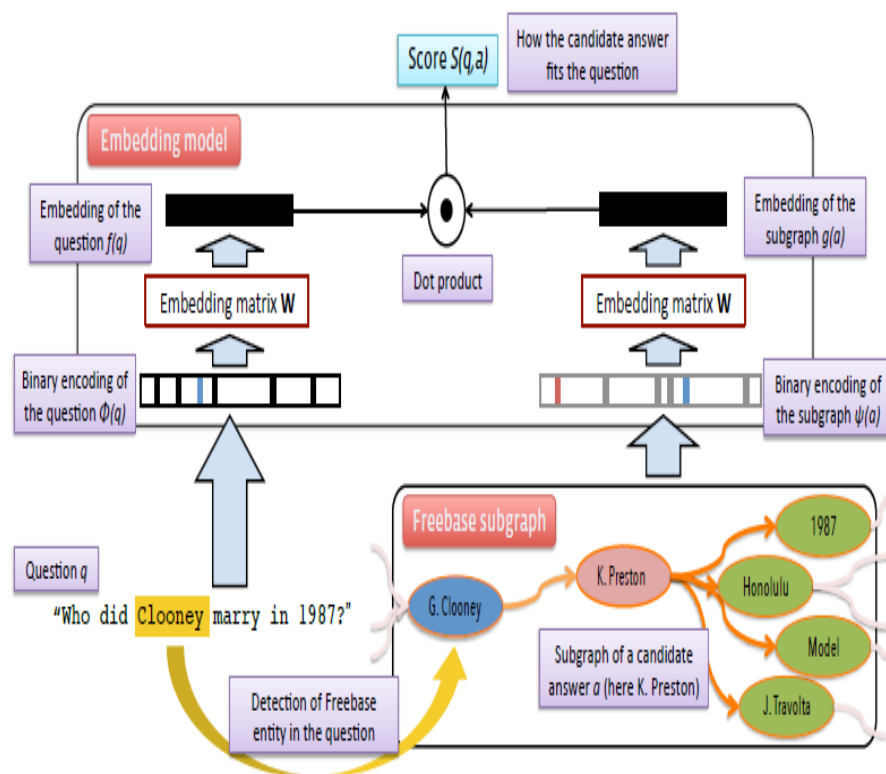 Score S(q,a)
How the candidate answer
fits the question
Embedding model
Embedding of the
question f(q)
Embedding of the
subgraph g(a)
Dot product
Embedding matrix W
Embedding matrix W
Binary encoding of
the question Φ(q)
Binary encoding of
the subgraph ψ(a)
Freebase subgraph
1987
K. Preston
Honolulu
G. Clooney
Model
J. Travolta
Question q
“Who did Clooney marry in 1987?"
Subgraph of a candidate
answer a (here K. Preston)
Detection of Freebase
entity in the question